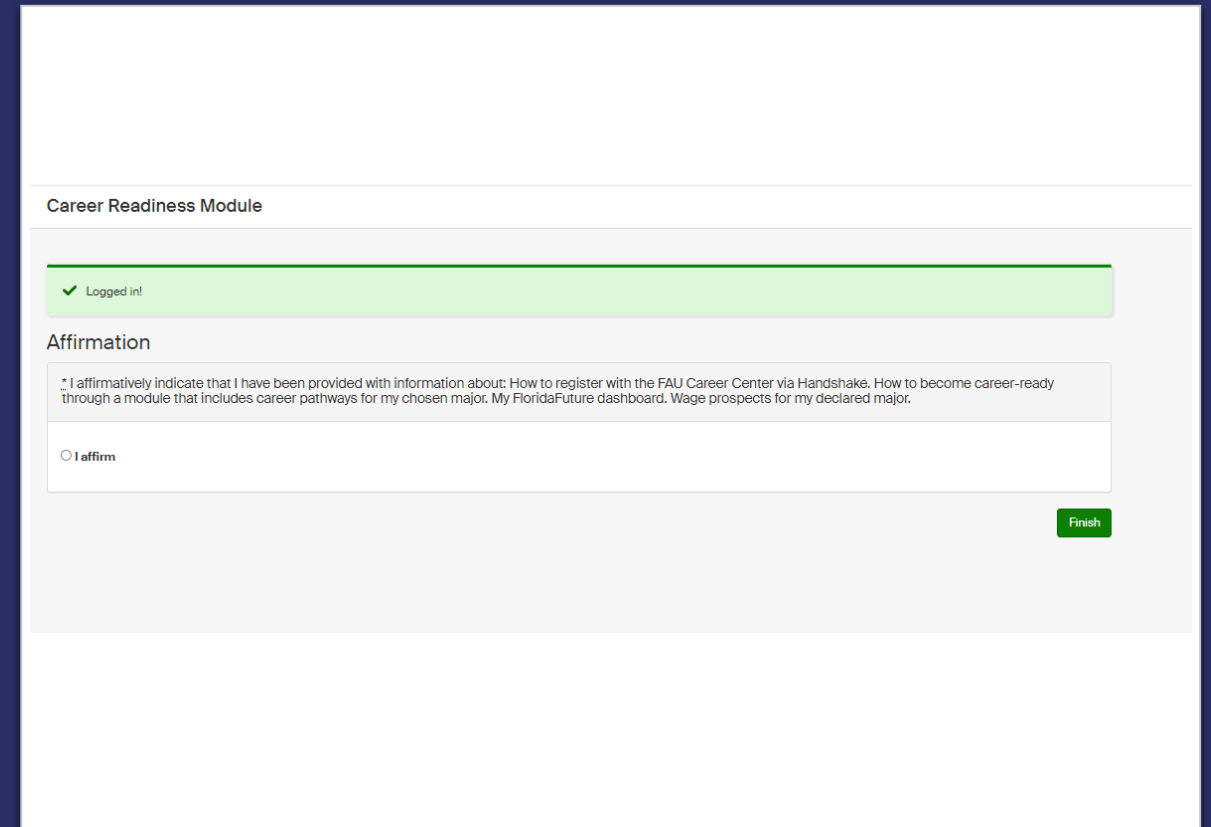 Career Readiness Module
Logged in!
Affirmation
* I affirmatively indicate that I have been provided with information about: How to register with the FAU Career Center via Handshake. How to become career-ready
through a module that includes career pathways for my chosen major. My FloridaFuture dashboard. Wage prospects for my declared major.
I affirm
Finish